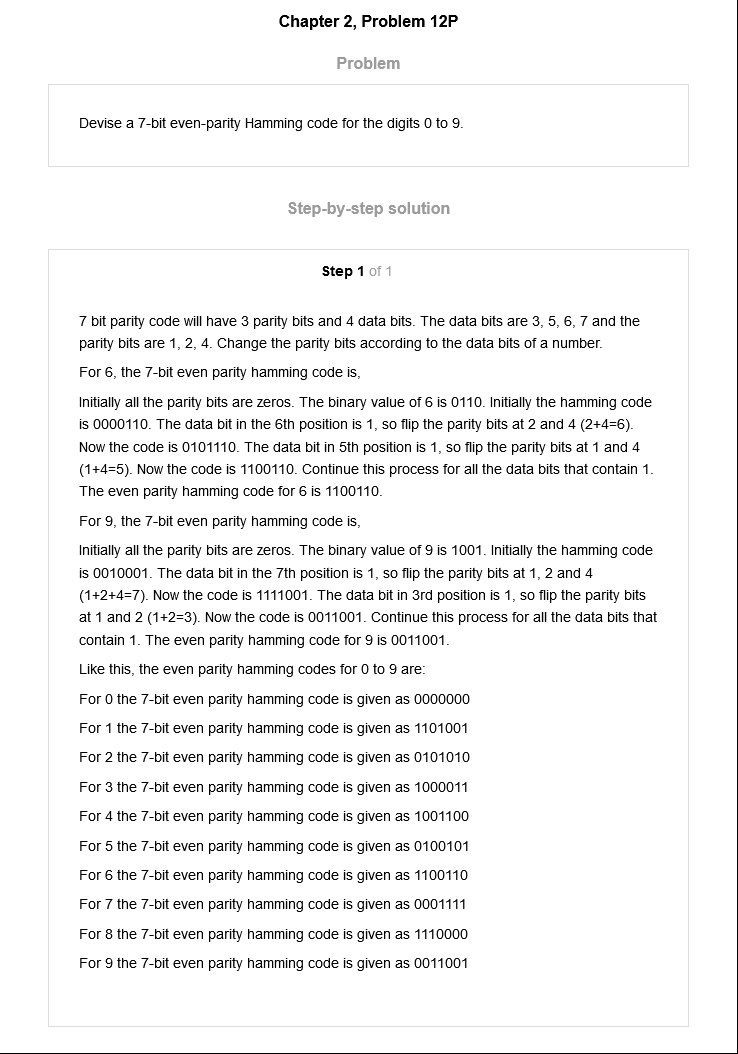 Chapter 2, Problem 12P
Problem
Devise a 7-bit even-parity Hamming code for the digits 0 to 9.
Step-by-step solution
Step 1 of 1
7 bit parity code will have 3 parity bits and 4 data bits. The data bits are 3, 5, 6, 7 and the
parity bits are 1, 2, 4. Change the parity bits according to the data bits of a number.
For 6, the 7-bit even parity hamming code is,
Initially all the parity bits are zeros. The binary value of 6 is 0110. Initially the hamming code
is 0000110. The data bit in the 6th position is 1, so flip the parity bits at 2 and 4 (2+4=6).
Now the code is 0101110. The data bit in 5th position is 1, so flip the parity bits at 1 and 4
(1+4=5). Now the code is 1100110. Continue this process for all the data bits that contain 1.
The even parity hamming code for 6 is 1100110.
For 9, the 7-bit even parity hamming code is,
Initially all the parity bits are zeros. The binary value of 9 is 1001. Initially the hamming code
is 0010001. The data bit in the 7th position is 1, so flip the parity bits at 1, 2 and 4
(1+2+4=7). Now the code is 1111001. The data bit in 3rd position is 1, so flip the parity bits
at 1 and 2 (1+2=3). Now the code is 0011001. Continue this process for all the data bits that
contain 1. The even parity hamming code for 9 is 0011001.
Like this, the even parity hamming codes for 0 to 9 are:
For 0 the 7-bit even parity hamming code is given as 0000000
For 1 the 7-bit even parity hamming code is given as 1101001
For 2 the 7-bit even parity hamming code is given as 0101010
For 3 the 7-bit even parity hamming code is given as 1000011
For 4 the 7-bit even parity hamming code is given as 1001100
For 5 the 7-bit even parity hamming code is given as 0100101
For 6 the 7-bit even parity hamming code is given as 1100110
For 7 the 7-bit even parity hamming code is given as 0001111
For 8 the 7-bit even parity hamming code is given as 1110000
For 9 the 7-bit even parity hamming code is given as 0011001